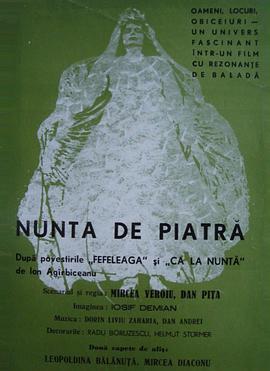 OAMENI, LOCURI,
OBICEIURI —
UN UNIVERS
FASCINANT
ÎNTR-UN FILM
CU REZONANȚE
DE BALADĂ
NUNTA DE PIATRĂ
După povestirile „FEFELEAGA” și „CA LA NUNTĂ”
de Ion Agîrbiceanu
Scenariul și regia: MIRCEA VEROIU, DAN PIȚA
Imaginea: IOSIF DEMIAN
Muzica: DORIN LIVIU ZAHARIA, DAN ANDREI
Decorurile: RADU BORUZESCU, HELMUT STÜRMER
Două capete de afiș:
LEOPOLDINA BĂLĂNUȚĂ, MIRCEA DIACONU